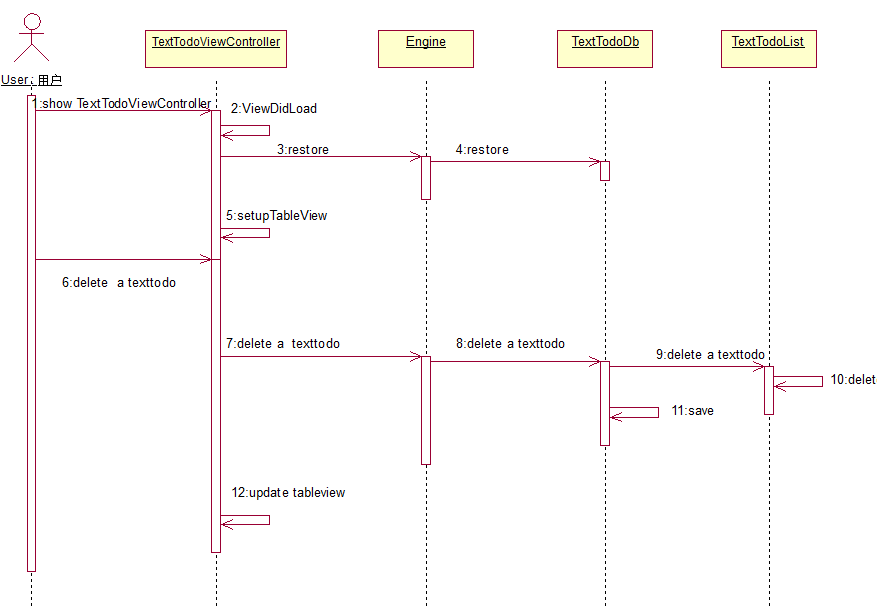 TextTodoViewController
Engine
TextTodoDb
TextTodoList
User : 用户
1:show TextTodoViewController
2:ViewDidLoad
3:restore
4:restore
5:setupTableView
6:delete a texttodo
7:delete a texttodo
8:delete a texttodo
9:delete a texttodo
10:delet
11:save
12:update tableview